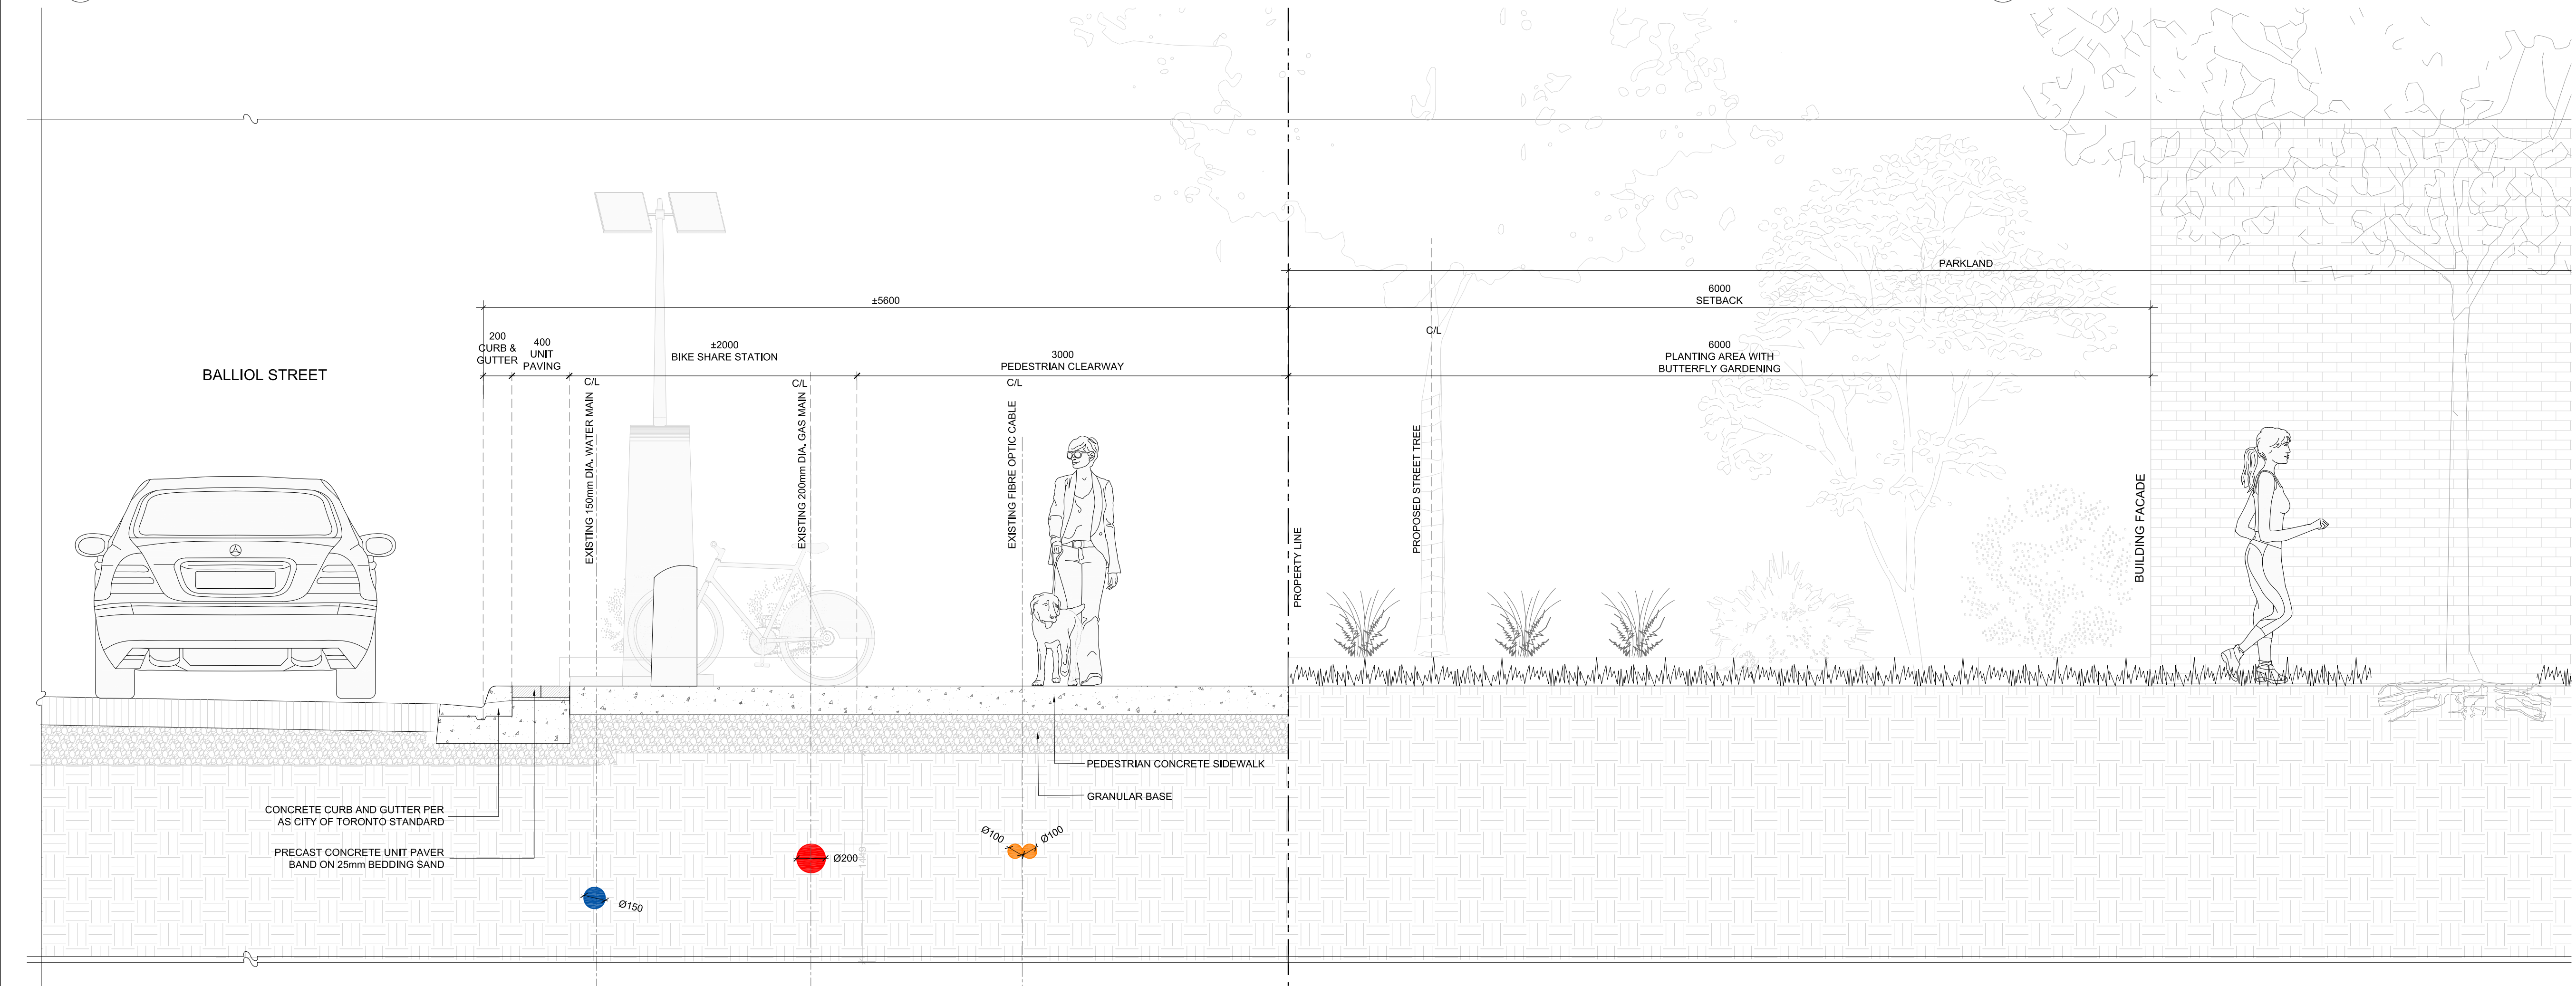 PARKLAND
±5600
6000
SETBACK
200
CURB &
GUTTER
400
UNIT
PAVING
±2000
BIKE SHARE STATION
3000
PEDESTRIAN CLEARWAY
C/L
6000
PLANTING AREA WITH
BUTTERFLY GARDENING
BALLIOL STREET
C/L
C/L
C/L
EXISTING 150mm DIA. WATER MAIN
EXISTING 200mm DIA. GAS MAIN
EXISTING FIBRE OPTIC CABLE
PROPERTY LINE
PROPOSED STREET TREE
BUILDING FACADE
PEDESTRIAN CONCRETE SIDEWALK
GRANULAR BASE
CONCRETE CURB AND GUTTER PER
AS CITY OF TORONTO STANDARD
PRECAST CONCRETE UNIT PAVER
BAND ON 25mm BEDDING SAND
Ø100
Ø100
Ø200
1449
Ø150